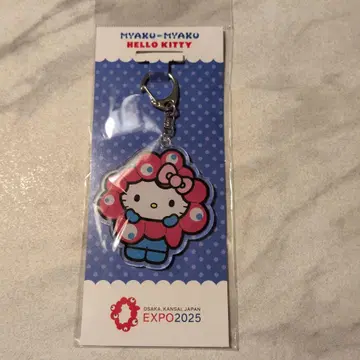 MYAKU-MYAKU
HELLO KITTY
OSAKA, KANSAI, JAPAN
EXPO2025